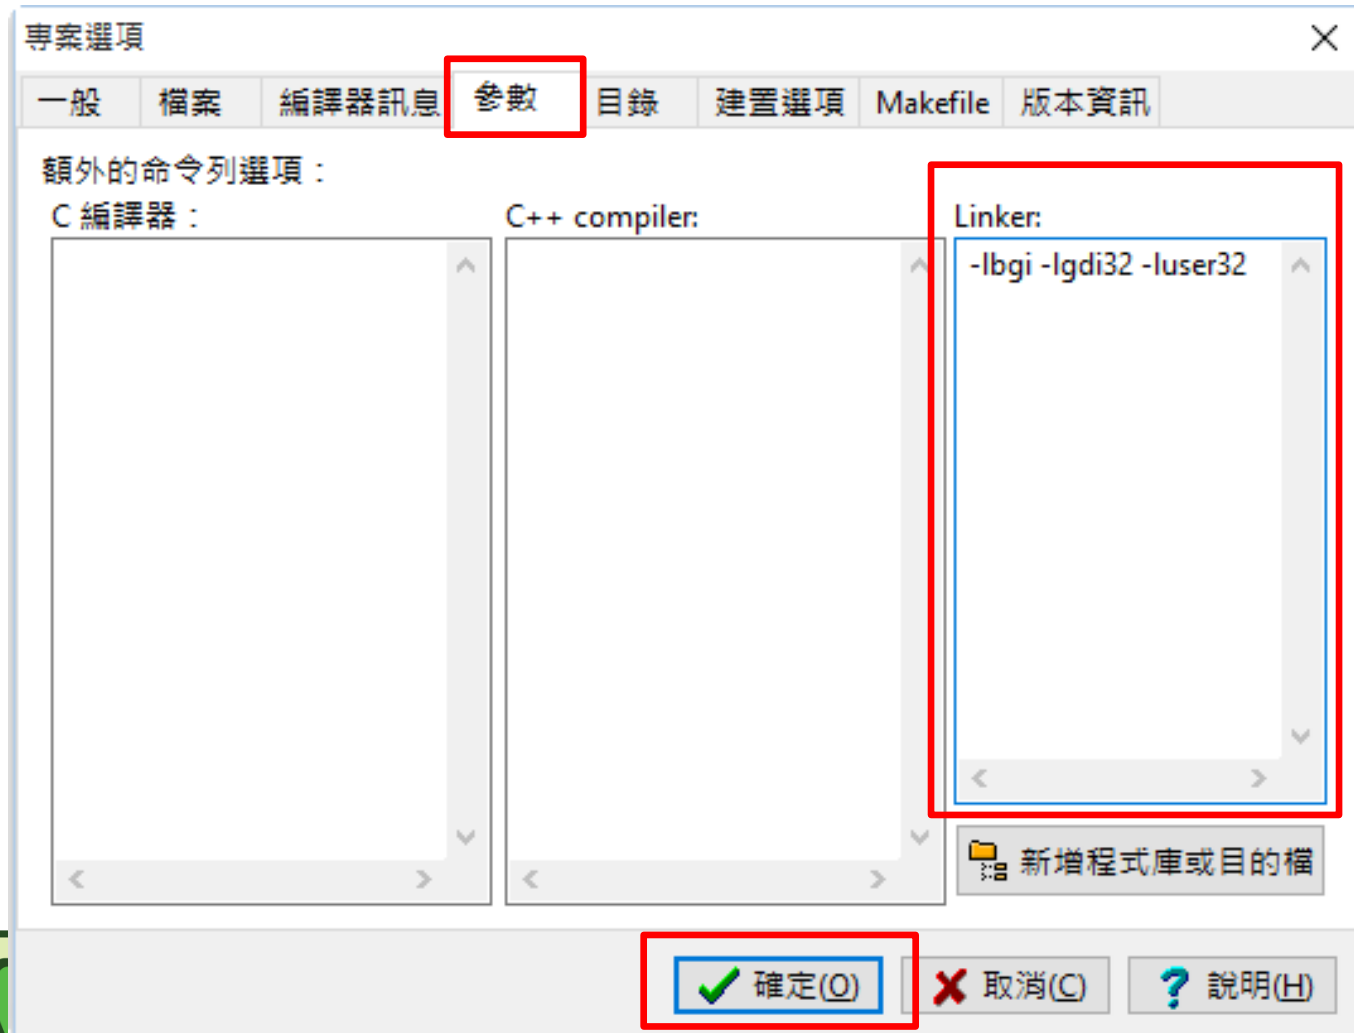 專案選項
一般 檔案 編譯器訊息 參數 目錄 建置選項 Makefile 版本資訊
額外的命令列選項：
C 編譯器： C++ compiler: Linker:
-lbgi -lgdi32 -luser32
新增程式庫或目的檔
確定(O) 取消(C) 說明(H)